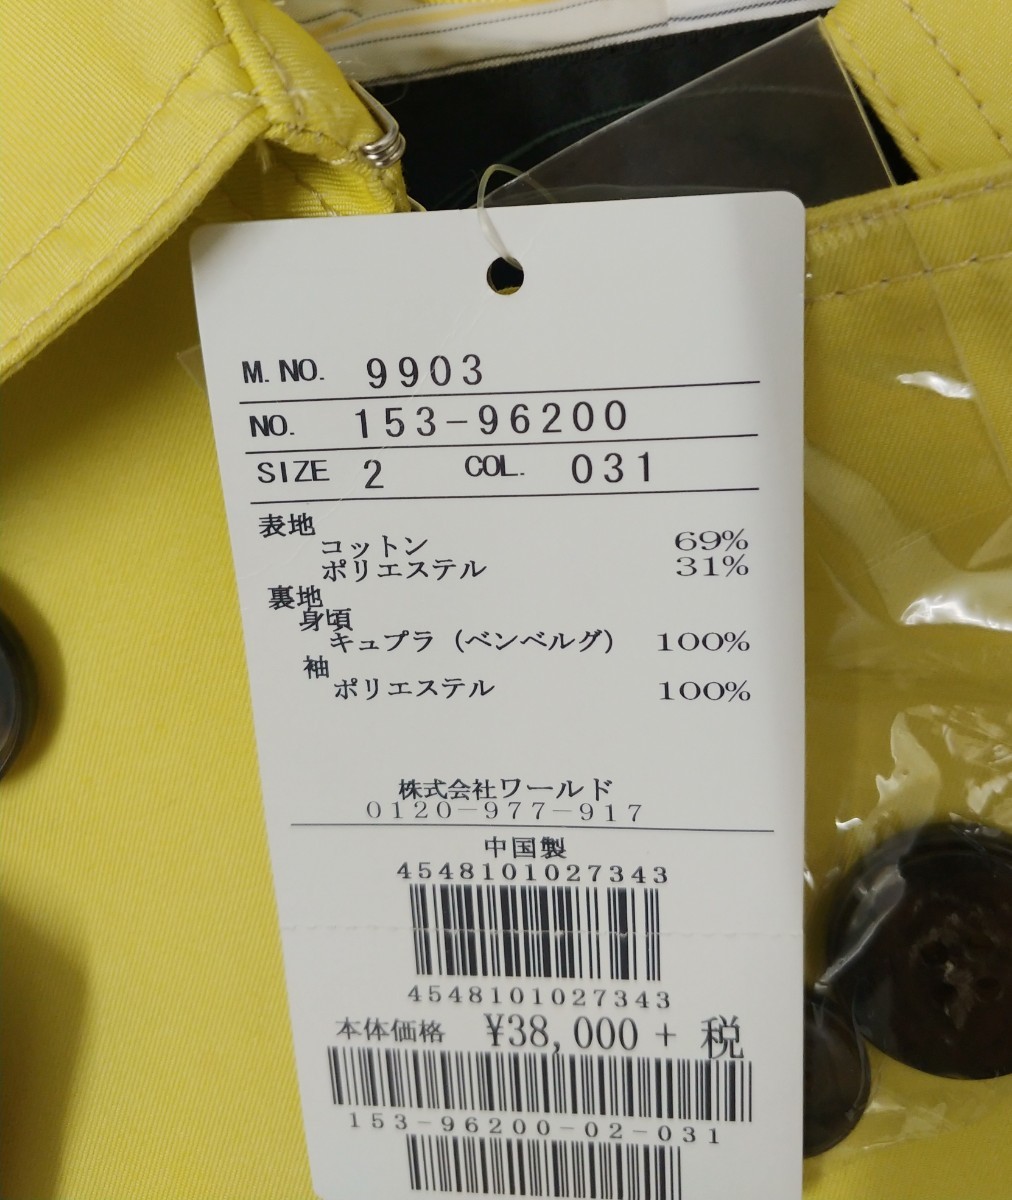 M. NO. 9903
NO. 153-96200
SIZE 2 COL. 031
表地
コットン 69%
ポリエステル 31%
裏地
身頃
キュプラ (ベンベルグ) 100%
袖
ポリエステル 100%
株式会社ワールド
0120-977-917
中国製
4548101027343
4548101027343
本体価格 ¥38,000 + 税
153-96200-02-031